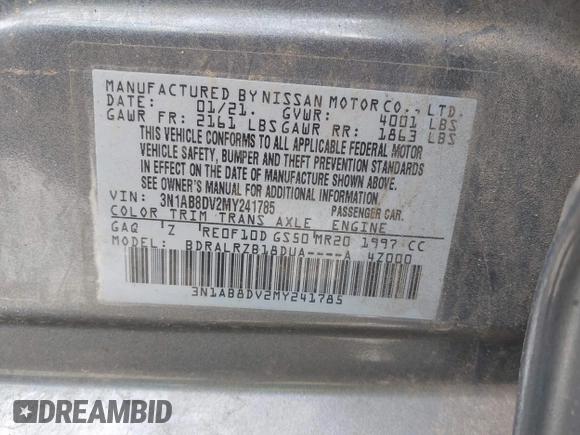 MANUFACTURED BY NISSAN MOTOR CO., LTD.
DATE: 01/21. GVWR: 4001 LBS
GAWR FR: 2161 LBS GAWR RR: 1863 LBS
THIS VEHICLE CONFORMS TO ALL APPLICABLE FEDERAL MOTOR
VEHICLE SAFETY, BUMPER AND THEFT PREVENTION STANDARDS
IN EFFECT ON THE DATE OF MANUFACTURE SHOWN ABOVE.
SEE OWNER'S MANUAL FOR ADDITIONAL INFORMATION.
VIN: 3N1AB8DV2MY241785 PASSENGER CAR.
COLOR TRIM TRANS AXLE ENGINE
GAQ 'Z 'RE0F10D GS50 MR20 1997 CC
MODEL: BDRALRZB18DUA----A 4Z000
3N1AB8DV2MY241785
DREAMBID